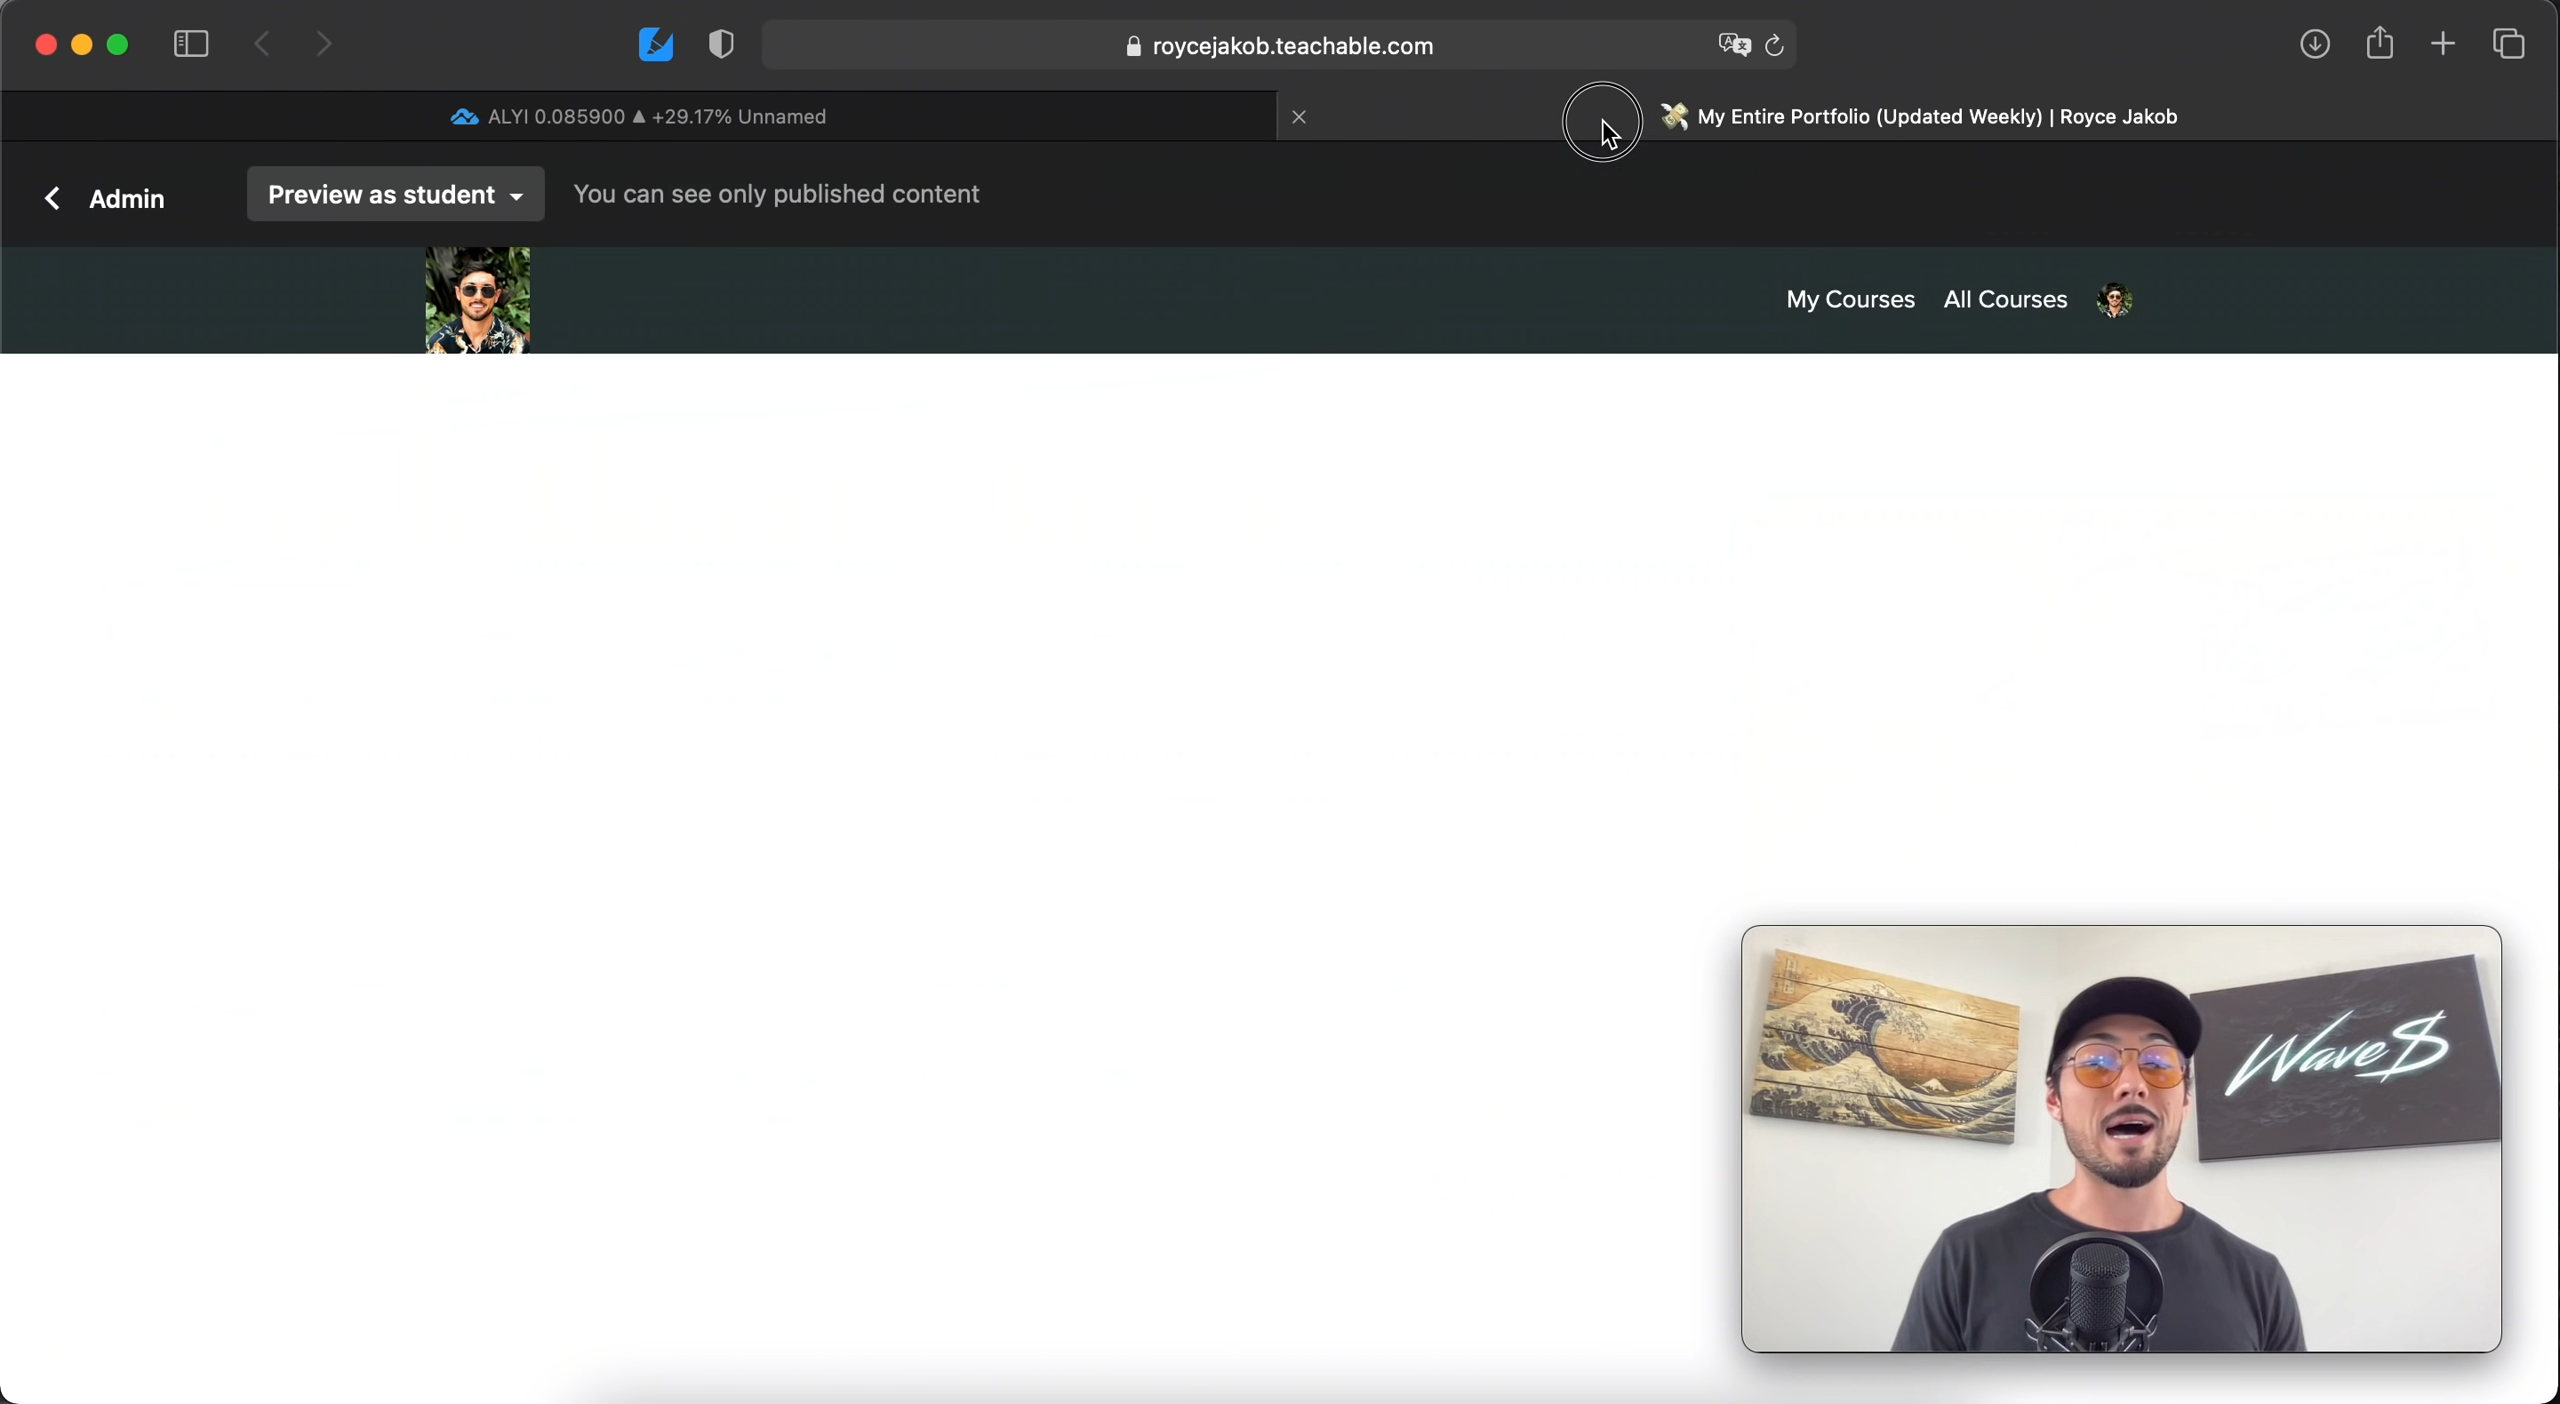 roycejakob.teachable.com
ALYI 0.085900 ▲ +29.17% Unnamed
💸 My Entire Portfolio (Updated Weekly) | Royce Jakob
Admin
Preview as student
You can see only published content
My Courses
All Courses
Wave$